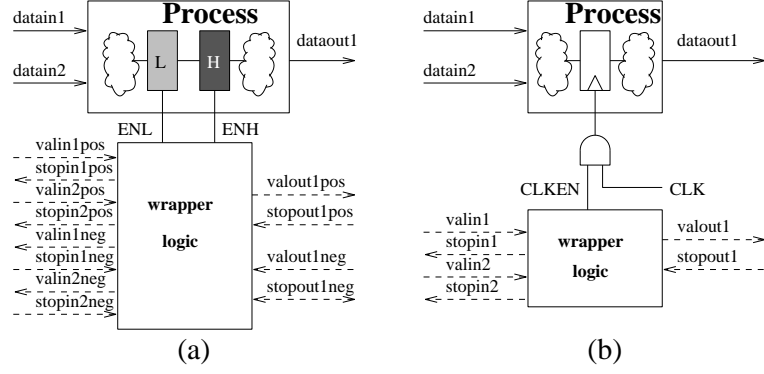 Process
datain1
datain2
L
H
dataout1
ENL
ENH
valin1pos
stopin1pos
valin2pos
stopin2pos
valin1neg
stopin1neg
valin2neg
stopin2neg
wrapper
logic
valout1pos
stopout1pos
valout1neg
stopout1neg
(a)
Process
datain1
datain2
dataout1
CLKEN
CLK
valin1
stopin1
valin2
stopin2
wrapper
logic
valout1
stopout1
(b)